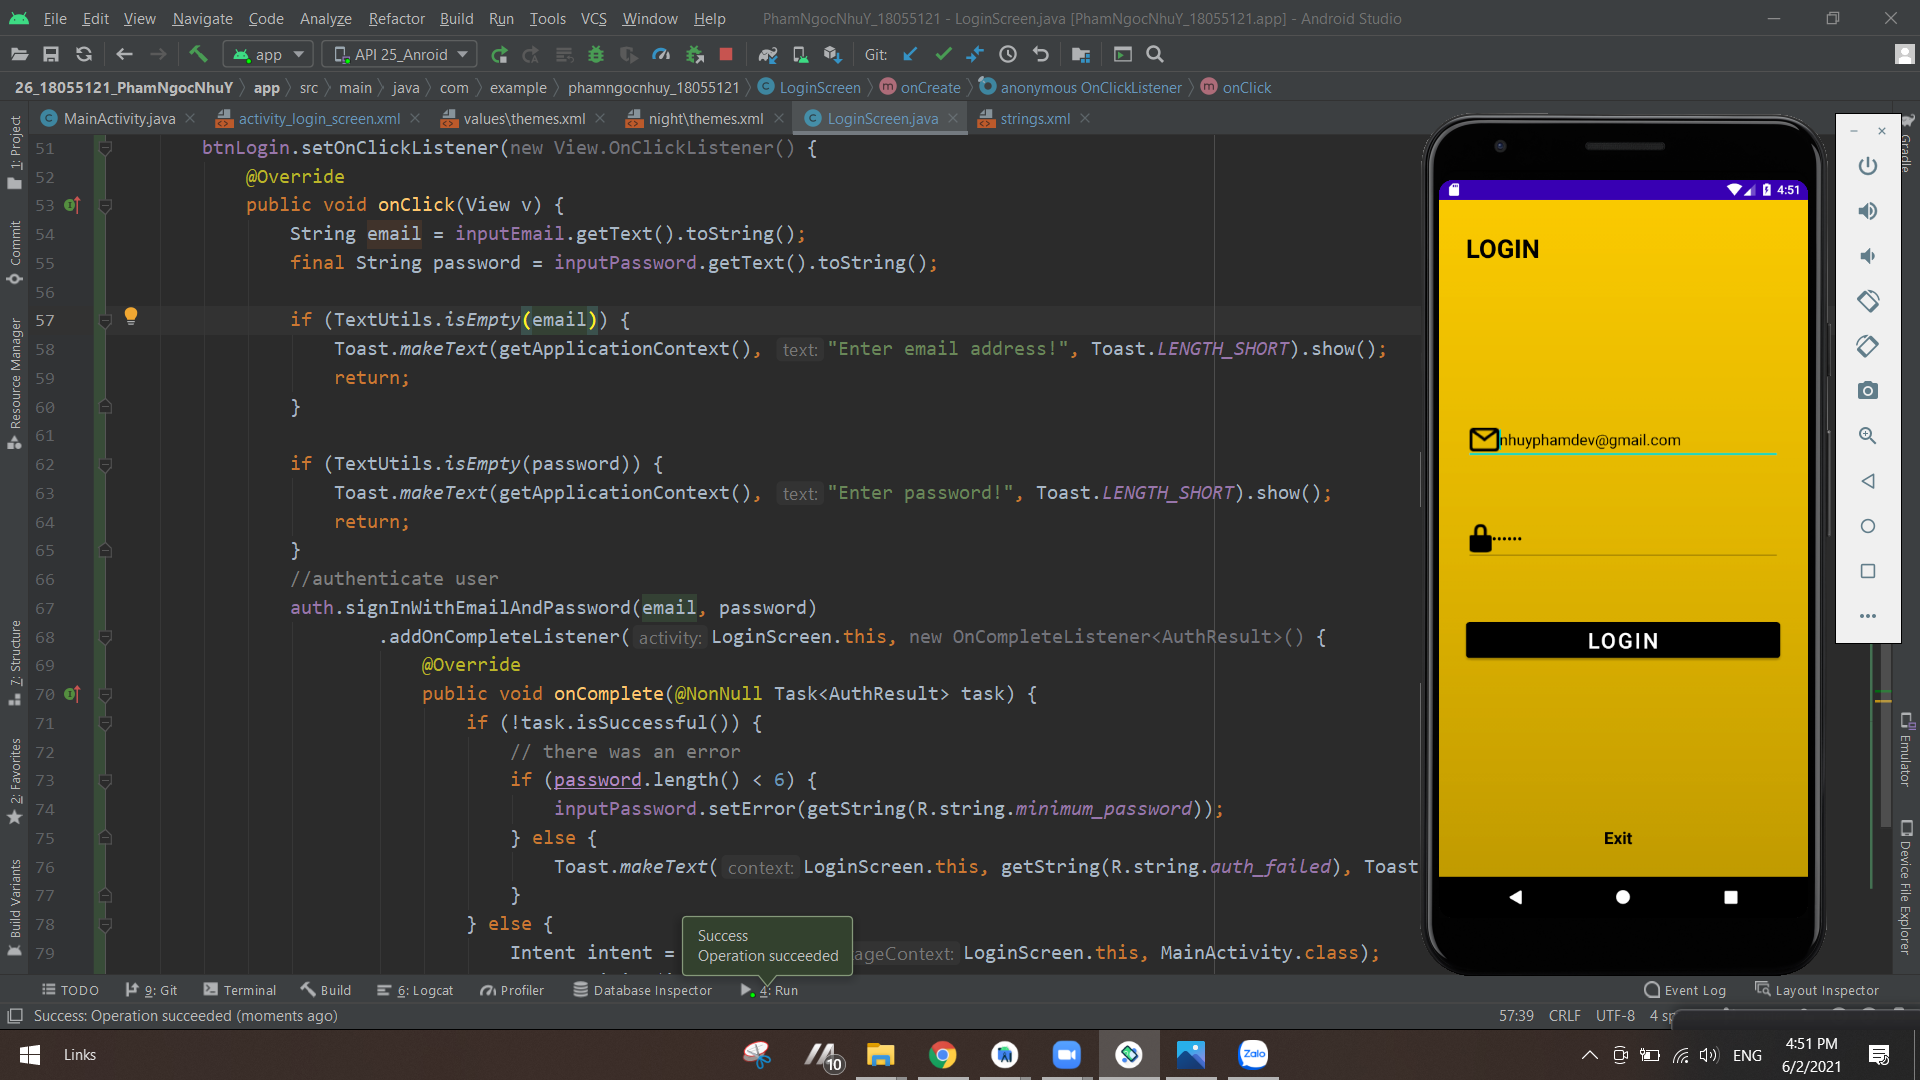 File Edit View Navigate Code Analyze Refactor Build Run Tools VCS Window Help PhamNgocNhuY_18055121 - LoginScreen.java [PhamNgocNhuY_18055121.app] - Android Studio
app API 25_Anroid Git:
26_18055121_PhamNgocNhuY app src main java com example phamngocnhuy_18055121 LoginScreen onCreate anonymous OnClickListener onClick
MainActivity.java activity_login_screen.xml values\themes.xml night\themes.xml LoginScreen.java strings.xml
51 btnLogin.setOnClickListener(new View.OnClickListener() {
52 @Override
53 public void onClick(View v) {
54 String email = inputEmail.getText().toString();
55 final String password = inputPassword.getText().toString();
56
57 if (TextUtils.isEmpty(email)) {
58 Toast.makeText(getApplicationContext(), text: "Enter email address!", Toast.LENGTH_SHORT).show();
59 return;
60 }
61
62 if (TextUtils.isEmpty(password)) {
63 Toast.makeText(getApplicationContext(), text: "Enter password!", Toast.LENGTH_SHORT).show();
64 return;
65 }
66 //authenticate user
67 auth.signInWithEmailAndPassword(email, password)
68 .addOnCompleteListener( activity: LoginScreen.this, new OnCompleteListener<AuthResult>() {
69 @Override
70 public void onComplete(@NonNull Task<AuthResult> task) {
71 if (!task.isSuccessful()) {
72 // there was an error
73 if (password.length() < 6) {
74 inputPassword.setError(getString(R.string.minimum_password));
75 } else {
76 Toast.makeText( context: LoginScreen.this, getString(R.string.auth_failed), Toast
77 }
78 } else {
79 Intent intent = ageContext: LoginScreen.this, MainActivity.class);
Success
Operation succeeded
1: Project
Commit
Resource Manager
7: Structure
2: Favorites
Build Variants
4:51
LOGIN
nhuyphamdev@gmail.com
••••••
LOGIN
Exit
Gradle
Emulator
Device File Explorer
TODO 9: Git Terminal Build 6: Logcat Profiler Database Inspector 4: Run Event Log Layout Inspector
Success: Operation succeeded (moments ago) 57:39 CRLF UTF-8 4
Links 10 Zalo ENG 4:51 PM
6/2/2021